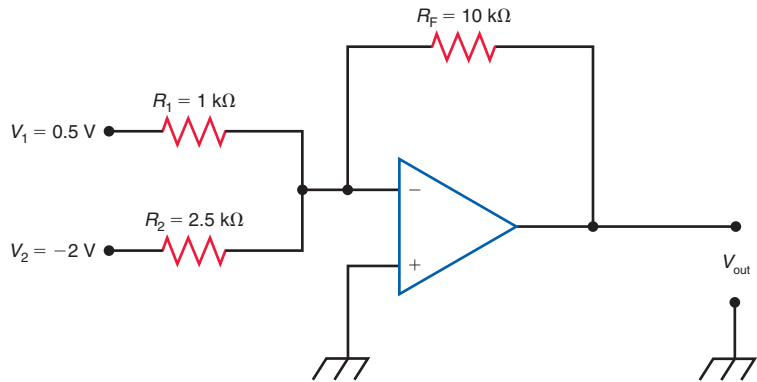 R_F = 10 kΩ
R_1 = 1 kΩ
V_1 = 0.5 V
R_2 = 2.5 kΩ
V_2 = −2 V
−
+
V_out